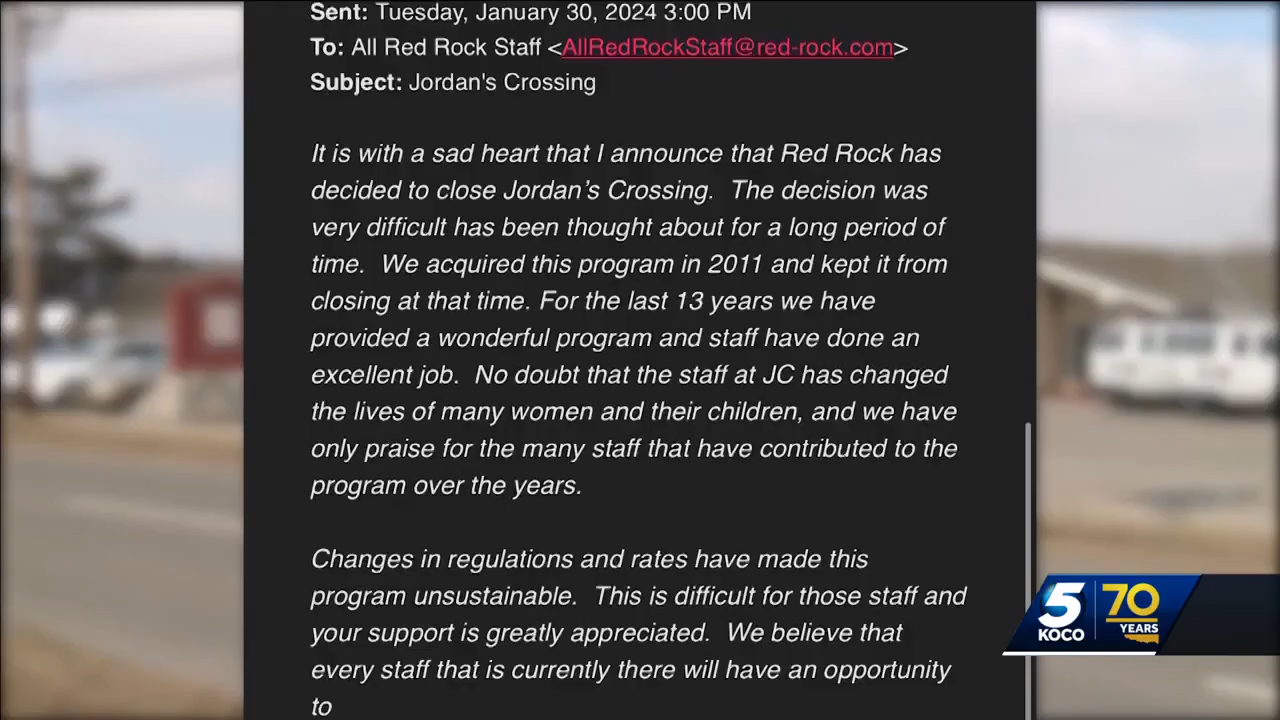 Sent: Tuesday, January 30, 2024 3:00 PM
To: All Red Rock Staff <AllRedRockStaff@red-rock.com>
Subject: Jordan's Crossing
It is with a sad heart that I announce that Red Rock has
decided to close Jordan's Crossing.  The decision was
very difficult has been thought about for a long period of
time.  We acquired this program in 2011 and kept it from
closing at that time. For the last 13 years we have
provided a wonderful program and staff have done an
excellent job.  No doubt that the staff at JC has changed
the lives of many women and their children, and we have
only praise for the many staff that have contributed to the
program over the years.
Changes in regulations and rates have made this
program unsustainable.  This is difficult for those staff and
your support is greatly appreciated.  We believe that
every staff that is currently there will have an opportunity
to
5 KOCO
70 YEARS